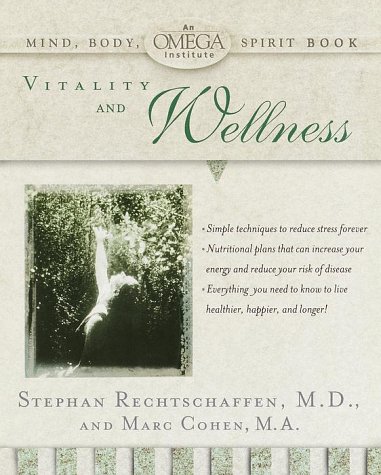 An
MIND, BODY, OMEGA SPIRIT BOOK
Institute
VITALITY
AND Wellness
• Simple techniques to reduce stress forever
• Nutritional plans that can increase your
energy and reduce your risk of disease
• Everything you need to know to live
healthier, happier, and longer!
STEPHAN RECHTSCHAFFEN, M.D.,
AND MARC COHEN, M.A.